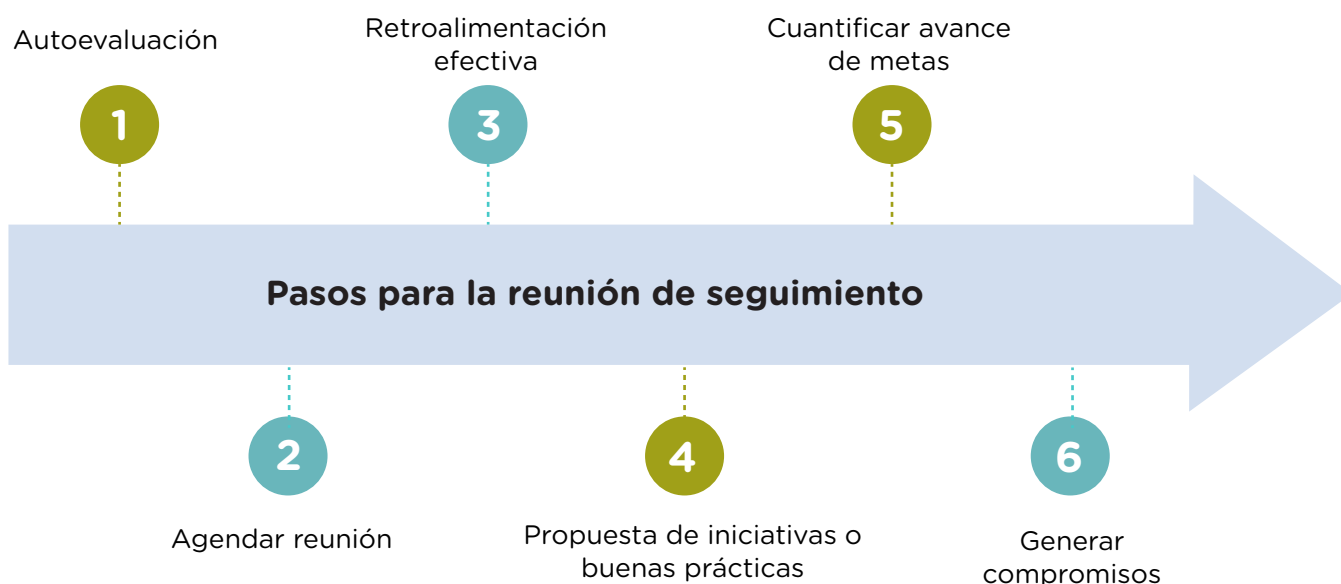 Autoevaluación
Retroalimentación
efectiva
Cuantificar avance
de metas
1
3
5
Pasos para la reunión de seguimiento
2
4
6
Agendar reunión
Propuesta de iniciativas o
buenas prácticas
Generar
compromisos